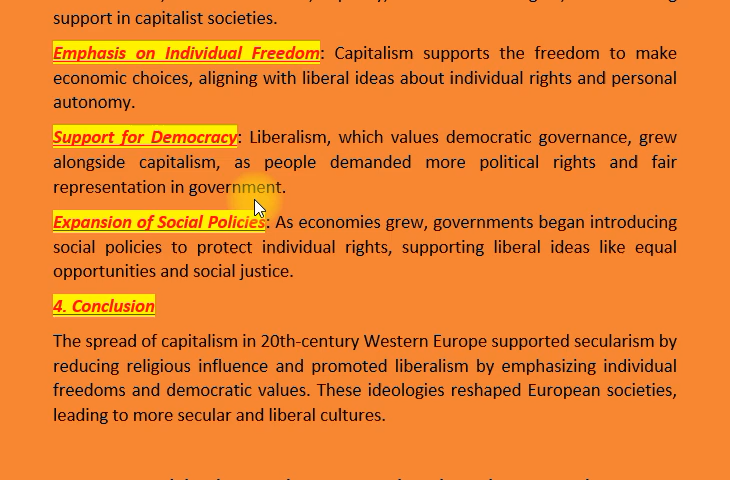 support in capitalist societies.
Emphasis on Individual Freedom: Capitalism supports the freedom to make
economic choices, aligning with liberal ideas about individual rights and personal
autonomy.
Support for Democracy: Liberalism, which values democratic governance, grew
alongside capitalism, as people demanded more political rights and fair
representation in government.
Expansion of Social Policies: As economies grew, governments began introducing
social policies to protect individual rights, supporting liberal ideas like equal
opportunities and social justice.
4. Conclusion
The spread of capitalism in 20th-century Western Europe supported secularism by
reducing religious influence and promoted liberalism by emphasizing individual
freedoms and democratic values. These ideologies reshaped European societies,
leading to more secular and liberal cultures.